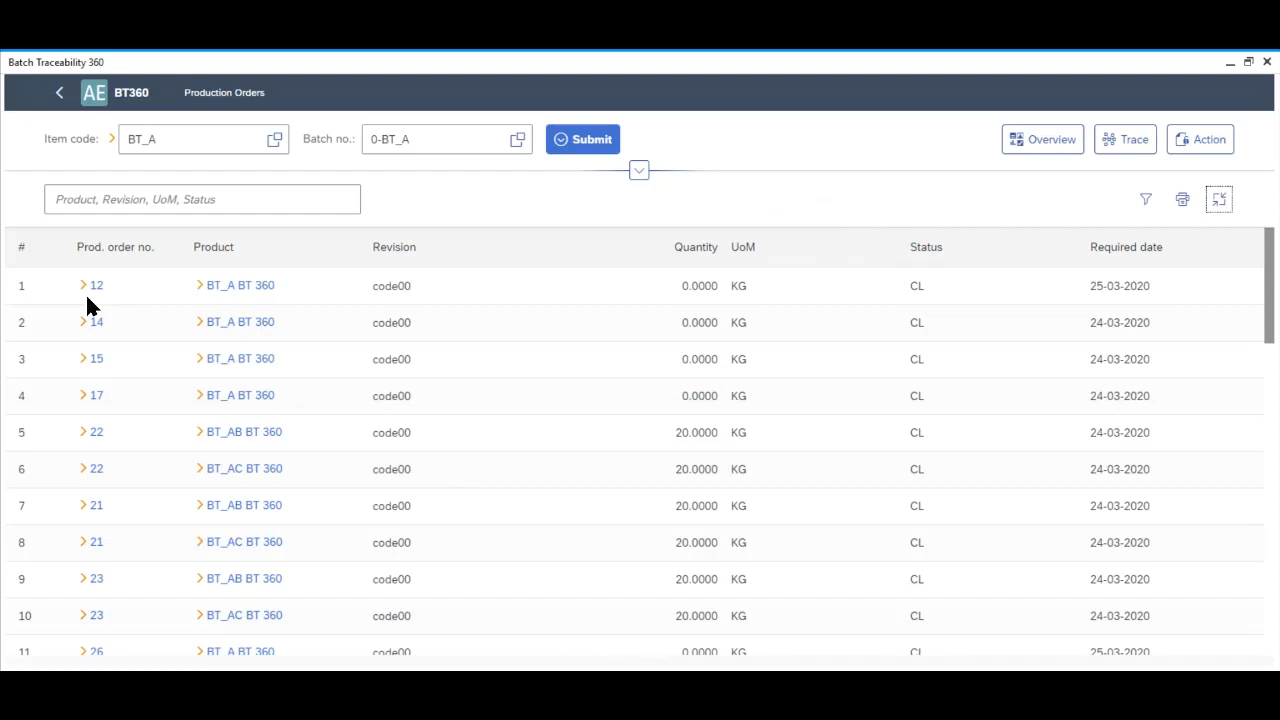 Batch Traceability 360
AE BT360 Production Orders
Item code: BT_A Batch no.: 0-BT_A Submit Overview Trace Action
Product, Revision, UoM, Status
# Prod. order no. Product Revision Quantity UoM Status Required date
1 12 BT_A BT 360 code00 0.0000 KG CL 25-03-2020
2 14 BT_A BT 360 code00 0.0000 KG CL 24-03-2020
3 15 BT_A BT 360 code00 0.0000 KG CL 24-03-2020
4 17 BT_A BT 360 code00 0.0000 KG CL 24-03-2020
5 22 BT_AB BT 360 code00 20.0000 KG CL 24-03-2020
6 22 BT_AC BT 360 code00 20.0000 KG CL 24-03-2020
7 21 BT_AB BT 360 code00 20.0000 KG CL 24-03-2020
8 21 BT_AC BT 360 code00 20.0000 KG CL 24-03-2020
9 23 BT_AB BT 360 code00 20.0000 KG CL 24-03-2020
10 23 BT_AC BT 360 code00 20.0000 KG CL 24-03-2020
11 26 BT_A BT 360 code00 0.0000 KG CL 25-03-2020